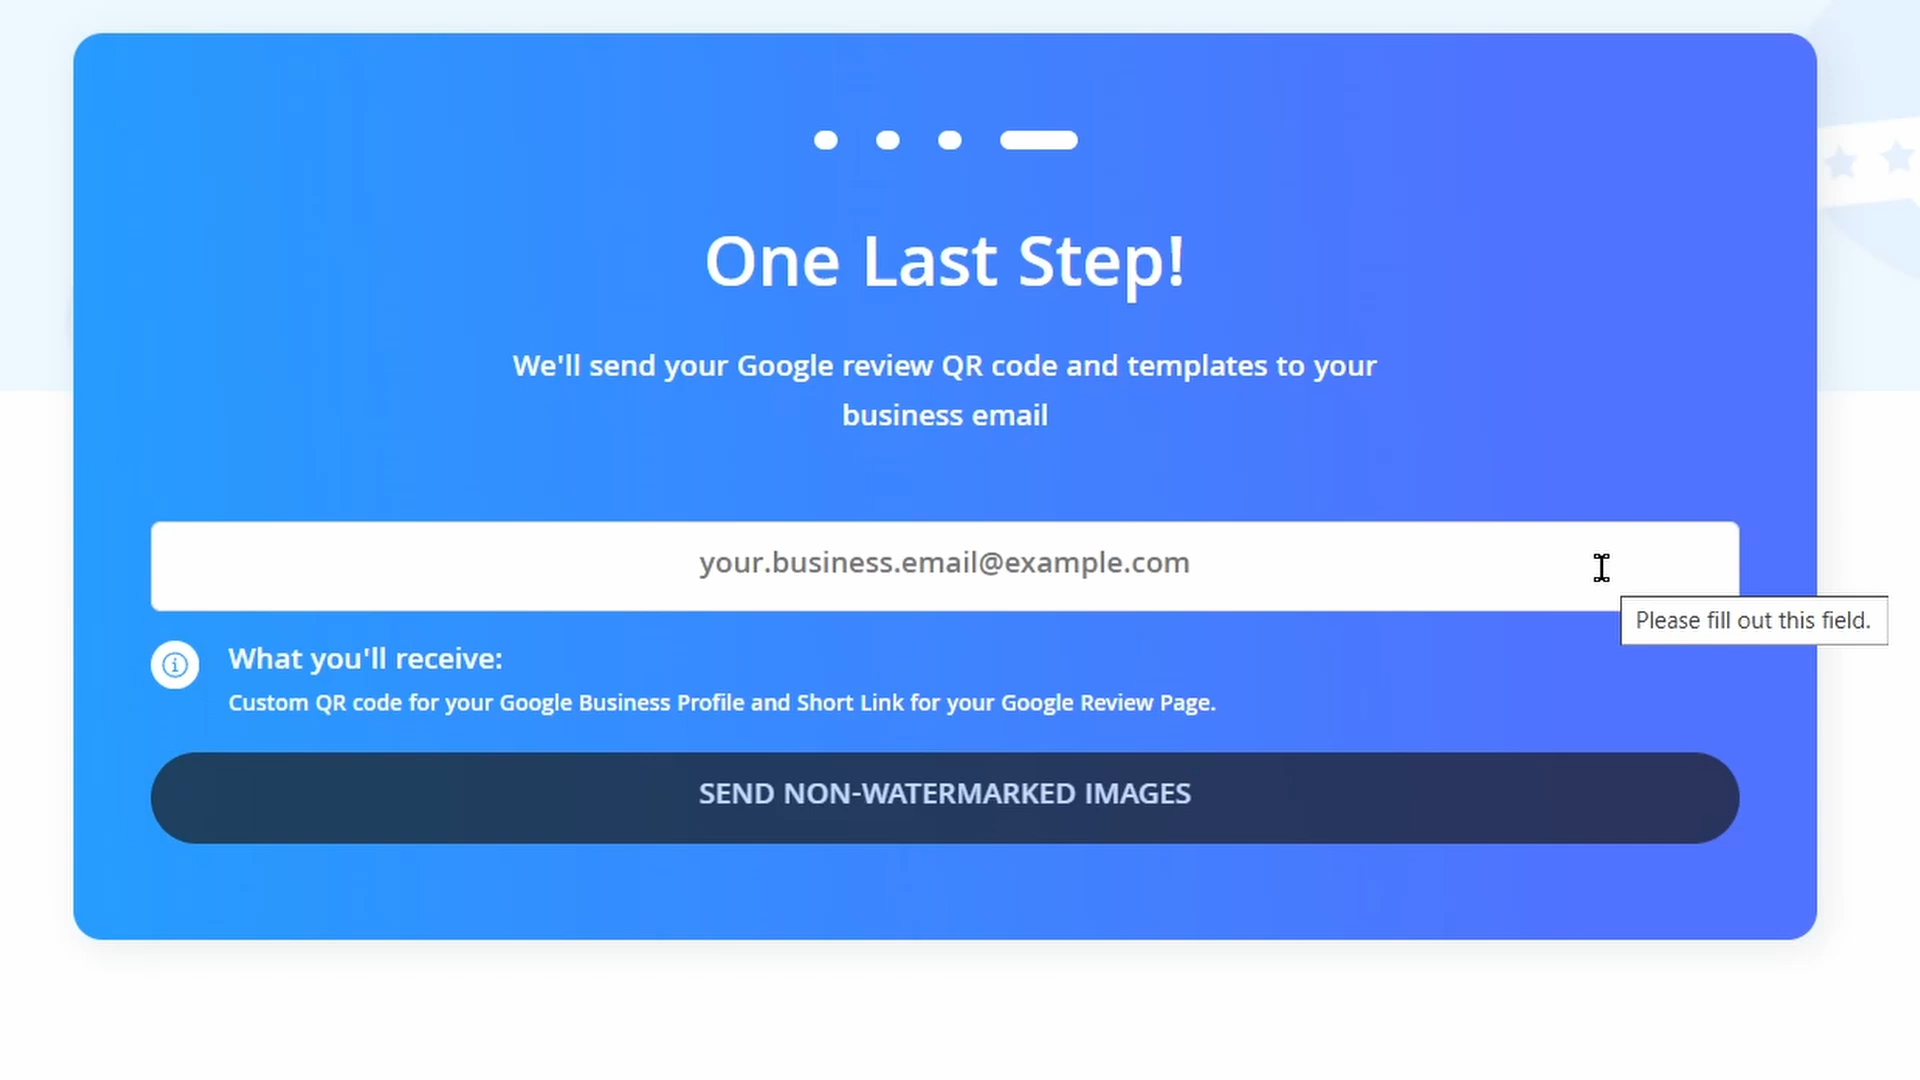 One Last Step!
We'll send your Google review QR code and templates to your
business email
your.business.email@example.com
Please fill out this field.
What you'll receive:
Custom QR code for your Google Business Profile and Short Link for your Google Review Page.
SEND NON-WATERMARKED IMAGES